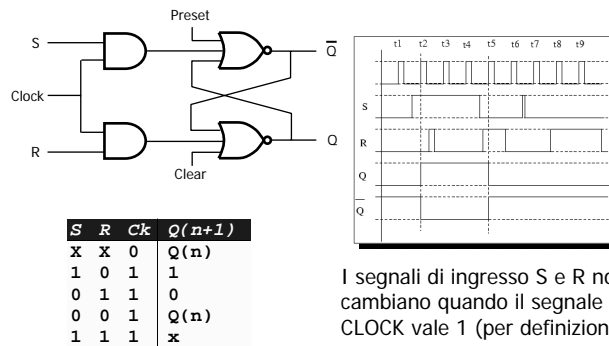 Preset
S
Q
Clock
R
Q
Clear
t1 t2 t3 t4 t5 t6 t7 t8 t9
S
R
Q
Q
S R Ck Q(n+1)
X X 0 Q(n)
1 0 1 1
0 1 1 0
0 0 1 Q(n)
1 1 1 x
I segnali di ingresso S e R no
cambiano quando il segnale
CLOCK vale 1 (per definizion